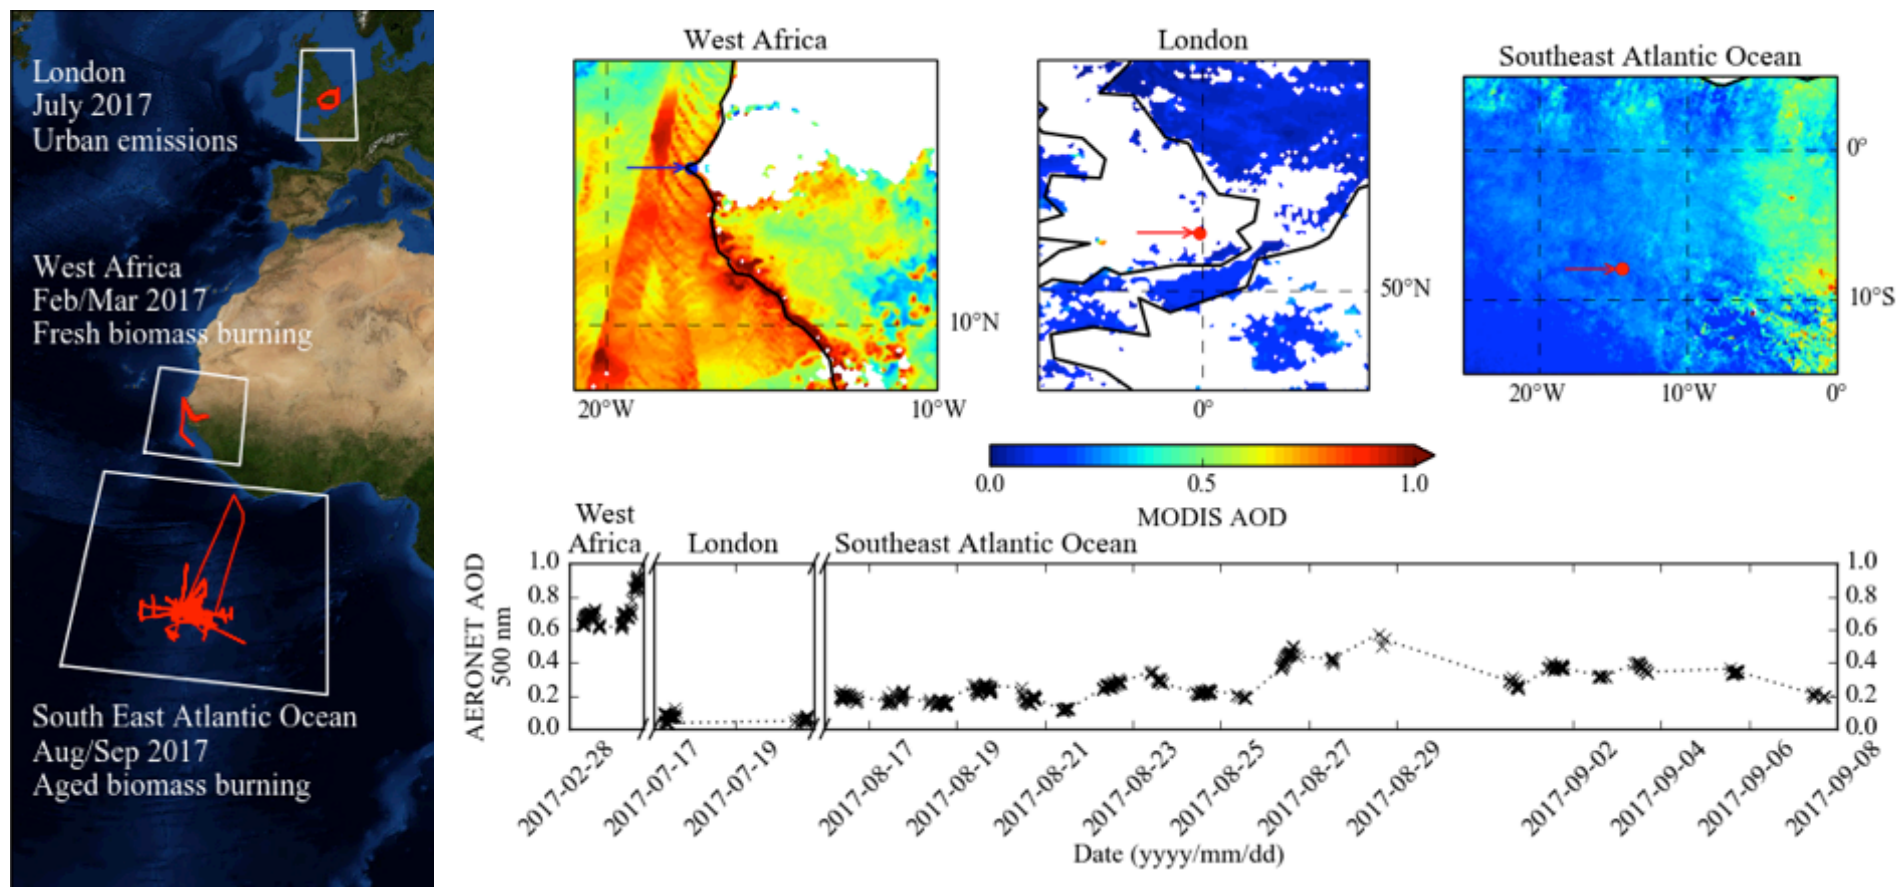 London
July 2017
Urban emissions
West Africa
Feb/Mar 2017
Fresh biomass burning
South East Atlantic Ocean
Aug/Sep 2017
Aged biomass burning
West Africa
10°N
20°W
10°W
London
50°N
0°
Southeast Atlantic Ocean
0°
10°S
20°W
10°W
0°
0.0
0.5
1.0
MODIS AOD
West
Africa
London
Southeast Atlantic Ocean
AERONET AOD
500 nm
1.0
0.8
0.6
0.4
0.2
0.0
1.0
0.8
0.6
0.4
0.2
0.0
2017-02-28
2017-07-17
2017-07-19
2017-08-17
2017-08-19
2017-08-21
2017-08-23
2017-08-25
2017-08-27
2017-08-29
2017-09-02
2017-09-04
2017-09-06
2017-09-08
Date (yyyy/mm/dd)